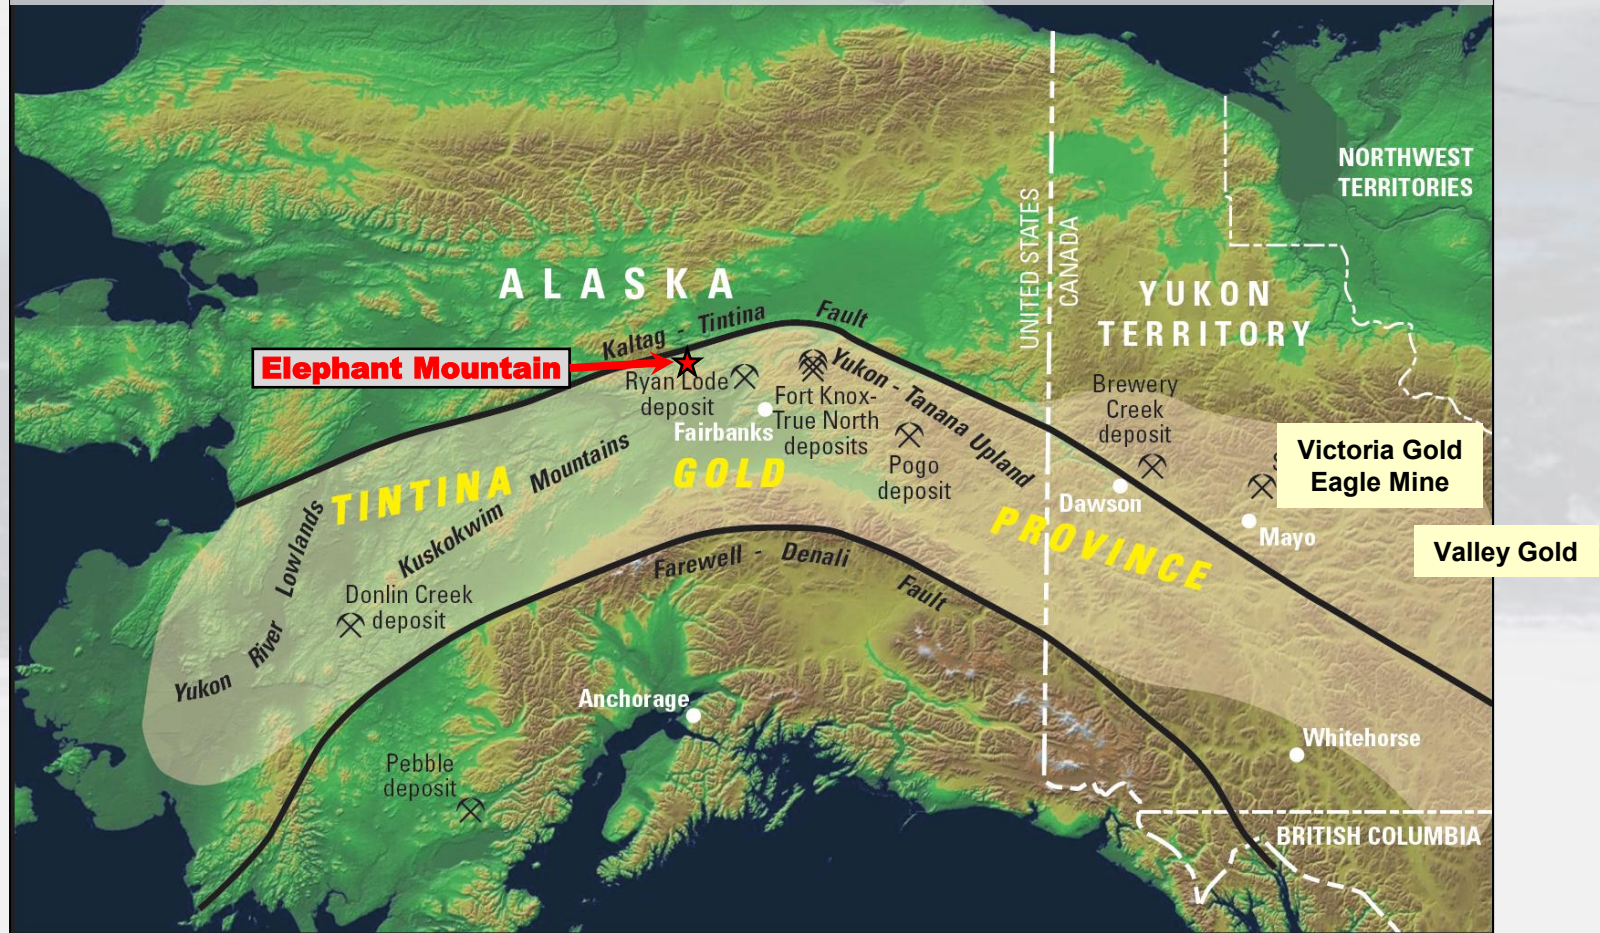 NORTHWEST
TERRITORIES
UNITED STATES
CANADA
ALASKA
YUKON
TERRITORY
Kaltag - Tintina Fault
Elephant Mountain
Ryan Lode
deposit
Fort Knox-
True North
deposits
Yukon - Tanana Upland
Brewery
Creek
deposit
Fairbanks
Pogo
deposit
Victoria Gold
Eagle Mine
TINTINA GOLD PROVINCE
Kuskokwim Mountains
Dawson
Mayo
Valley Gold
Yukon River Lowlands
Donlin Creek
deposit
Farewell - Denali Fault
Anchorage
Whitehorse
Pebble
deposit
BRITISH COLUMBIA